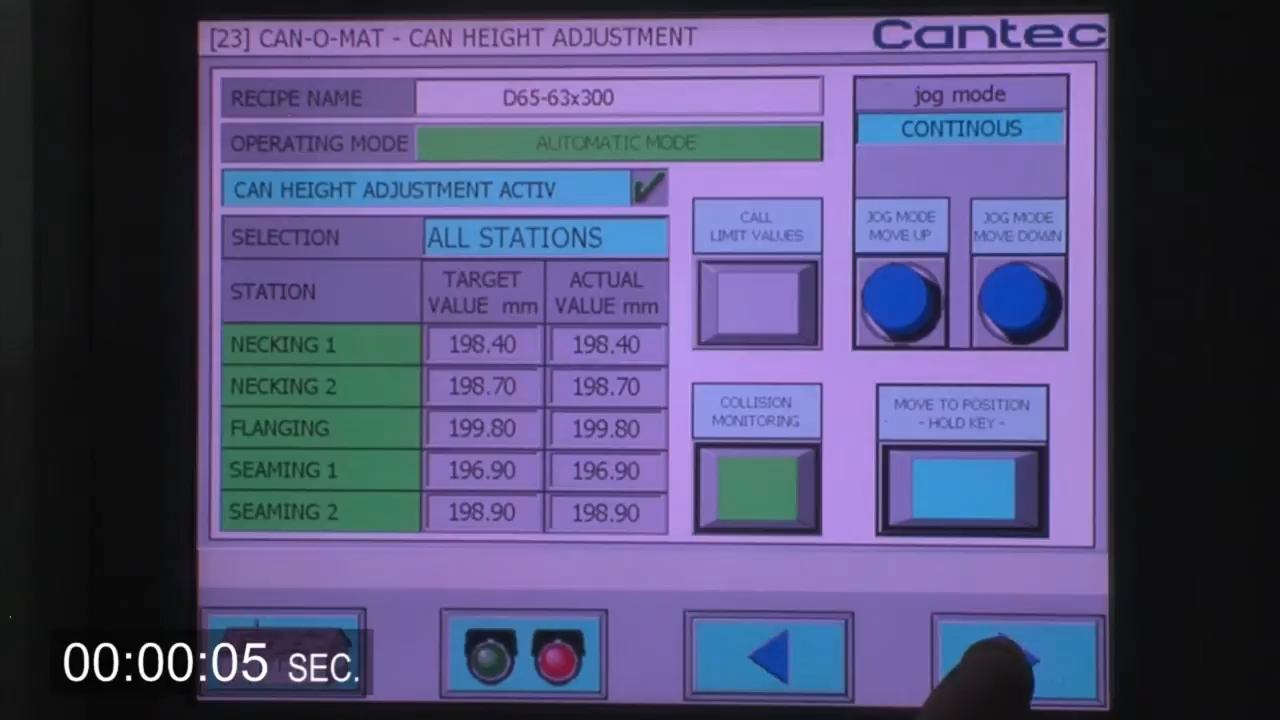 [23] CAN-O-MAT - CAN HEIGHT ADJUSTMENT
Cantec
RECIPE NAME
D65-63x300
OPERATING MODE
AUTOMATIC MODE
CAN HEIGHT ADJUSTMENT ACTIV
SELECTION
ALL STATIONS
STATION
TARGET
VALUE mm
ACTUAL
VALUE mm
NECKING 1 198.40 198.40
NECKING 2 198.70 198.70
FLANGING 199.80 199.80
SEAMING 1 196.90 196.90
SEAMING 2 198.90 198.90
CALL
LIMIT VALUES
COLLISION
MONITORING
jog mode
CONTINOUS
JOG MODE
MOVE UP
JOG MODE
MOVE DOWN
MOVE TO POSITION
- HOLD KEY -
00:00:05 SEC.